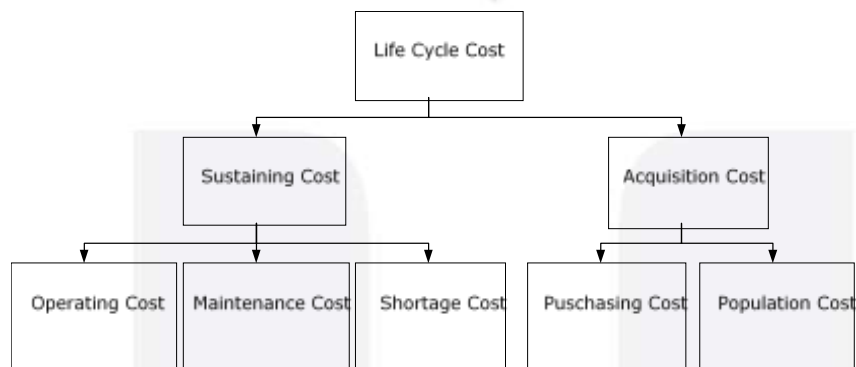 Life Cycle Cost
Sustaining Cost
Acquisition Cost
Operating Cost
Maintenance Cost
Shortage Cost
Puschasing Cost
Population Cost